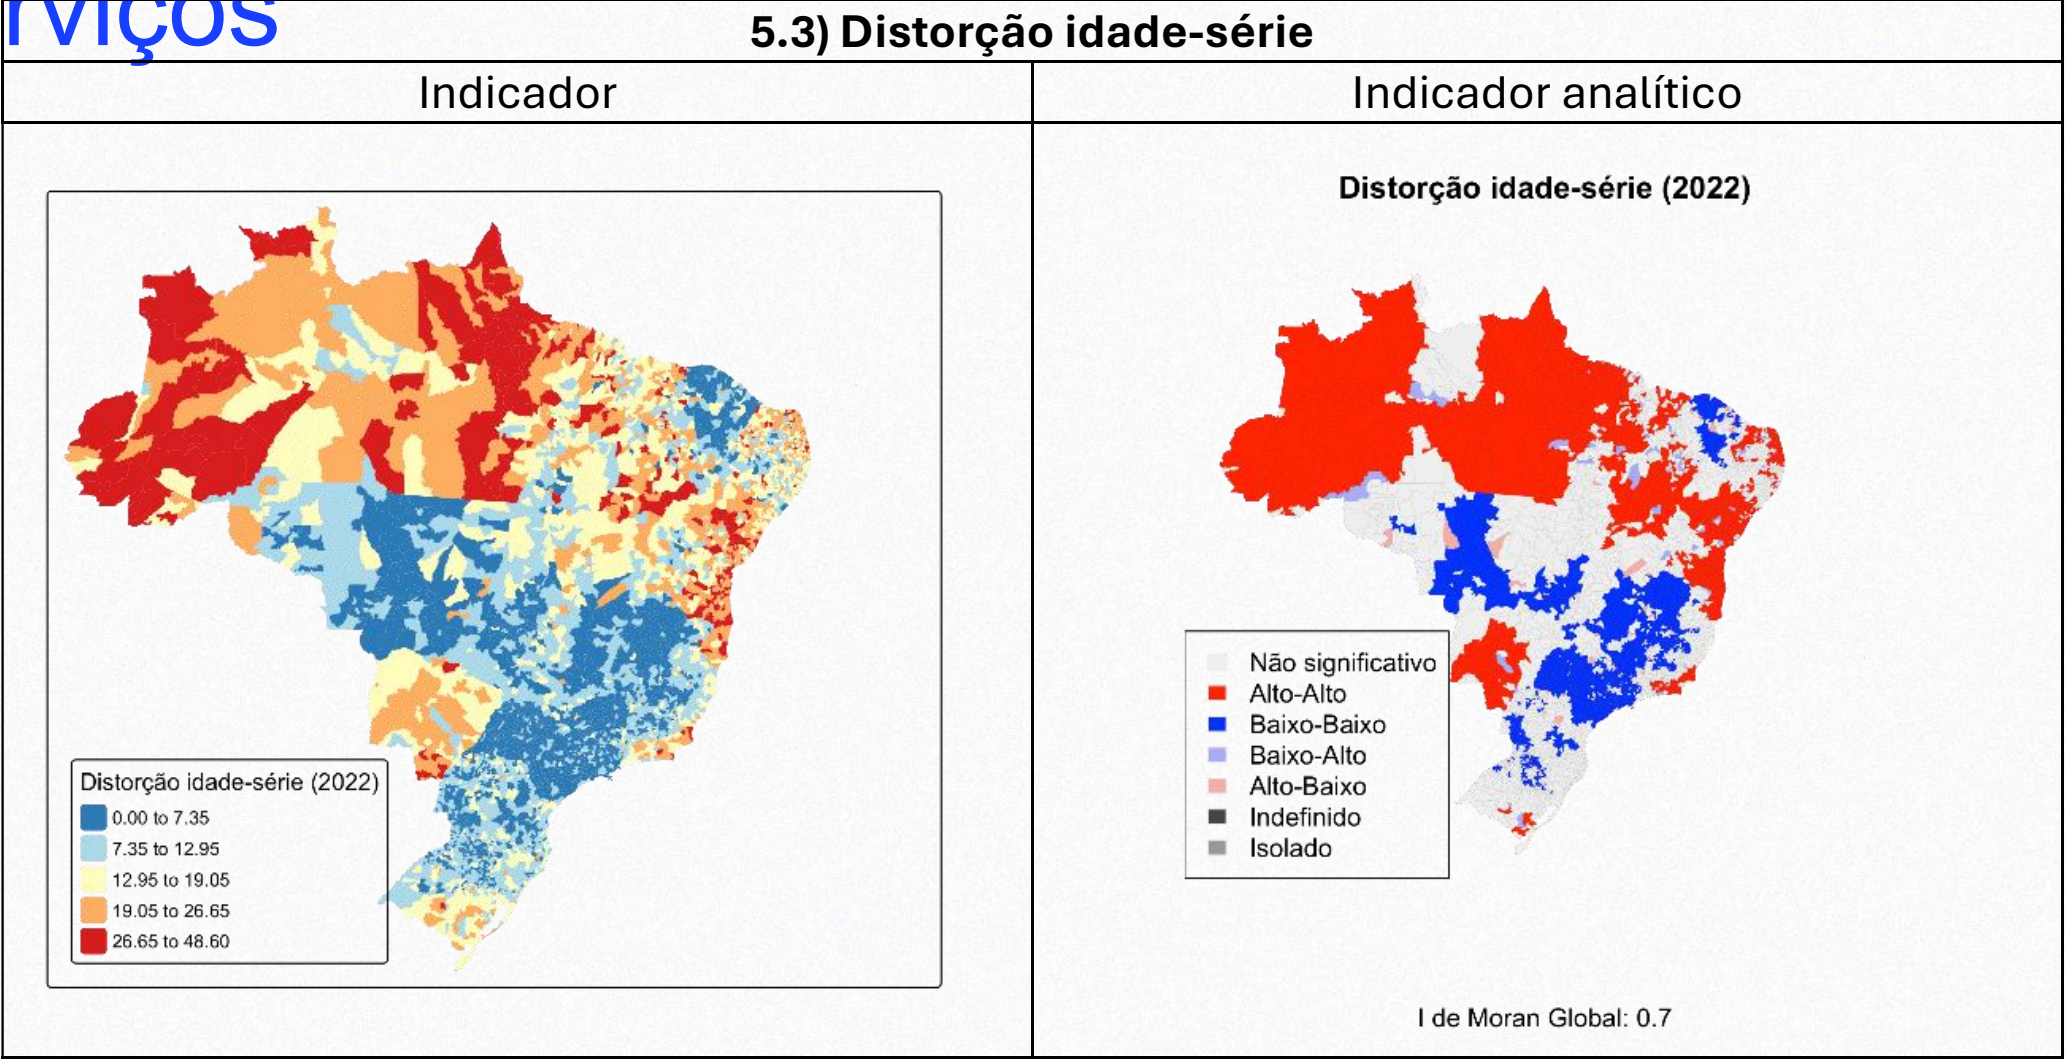 rviços
5.3) Distorção idade-série
Indicador
Indicador analítico
Distorção idade-série (2022)
0.00 to 7.35
7.35 to 12.95
12.95 to 19.05
19.05 to 26.65
26.65 to 48.60
Distorção idade-série (2022)
Não significativo
Alto-Alto
Baixo-Baixo
Baixo-Alto
Alto-Baixo
Indefinido
Isolado
I de Moran Global: 0.7